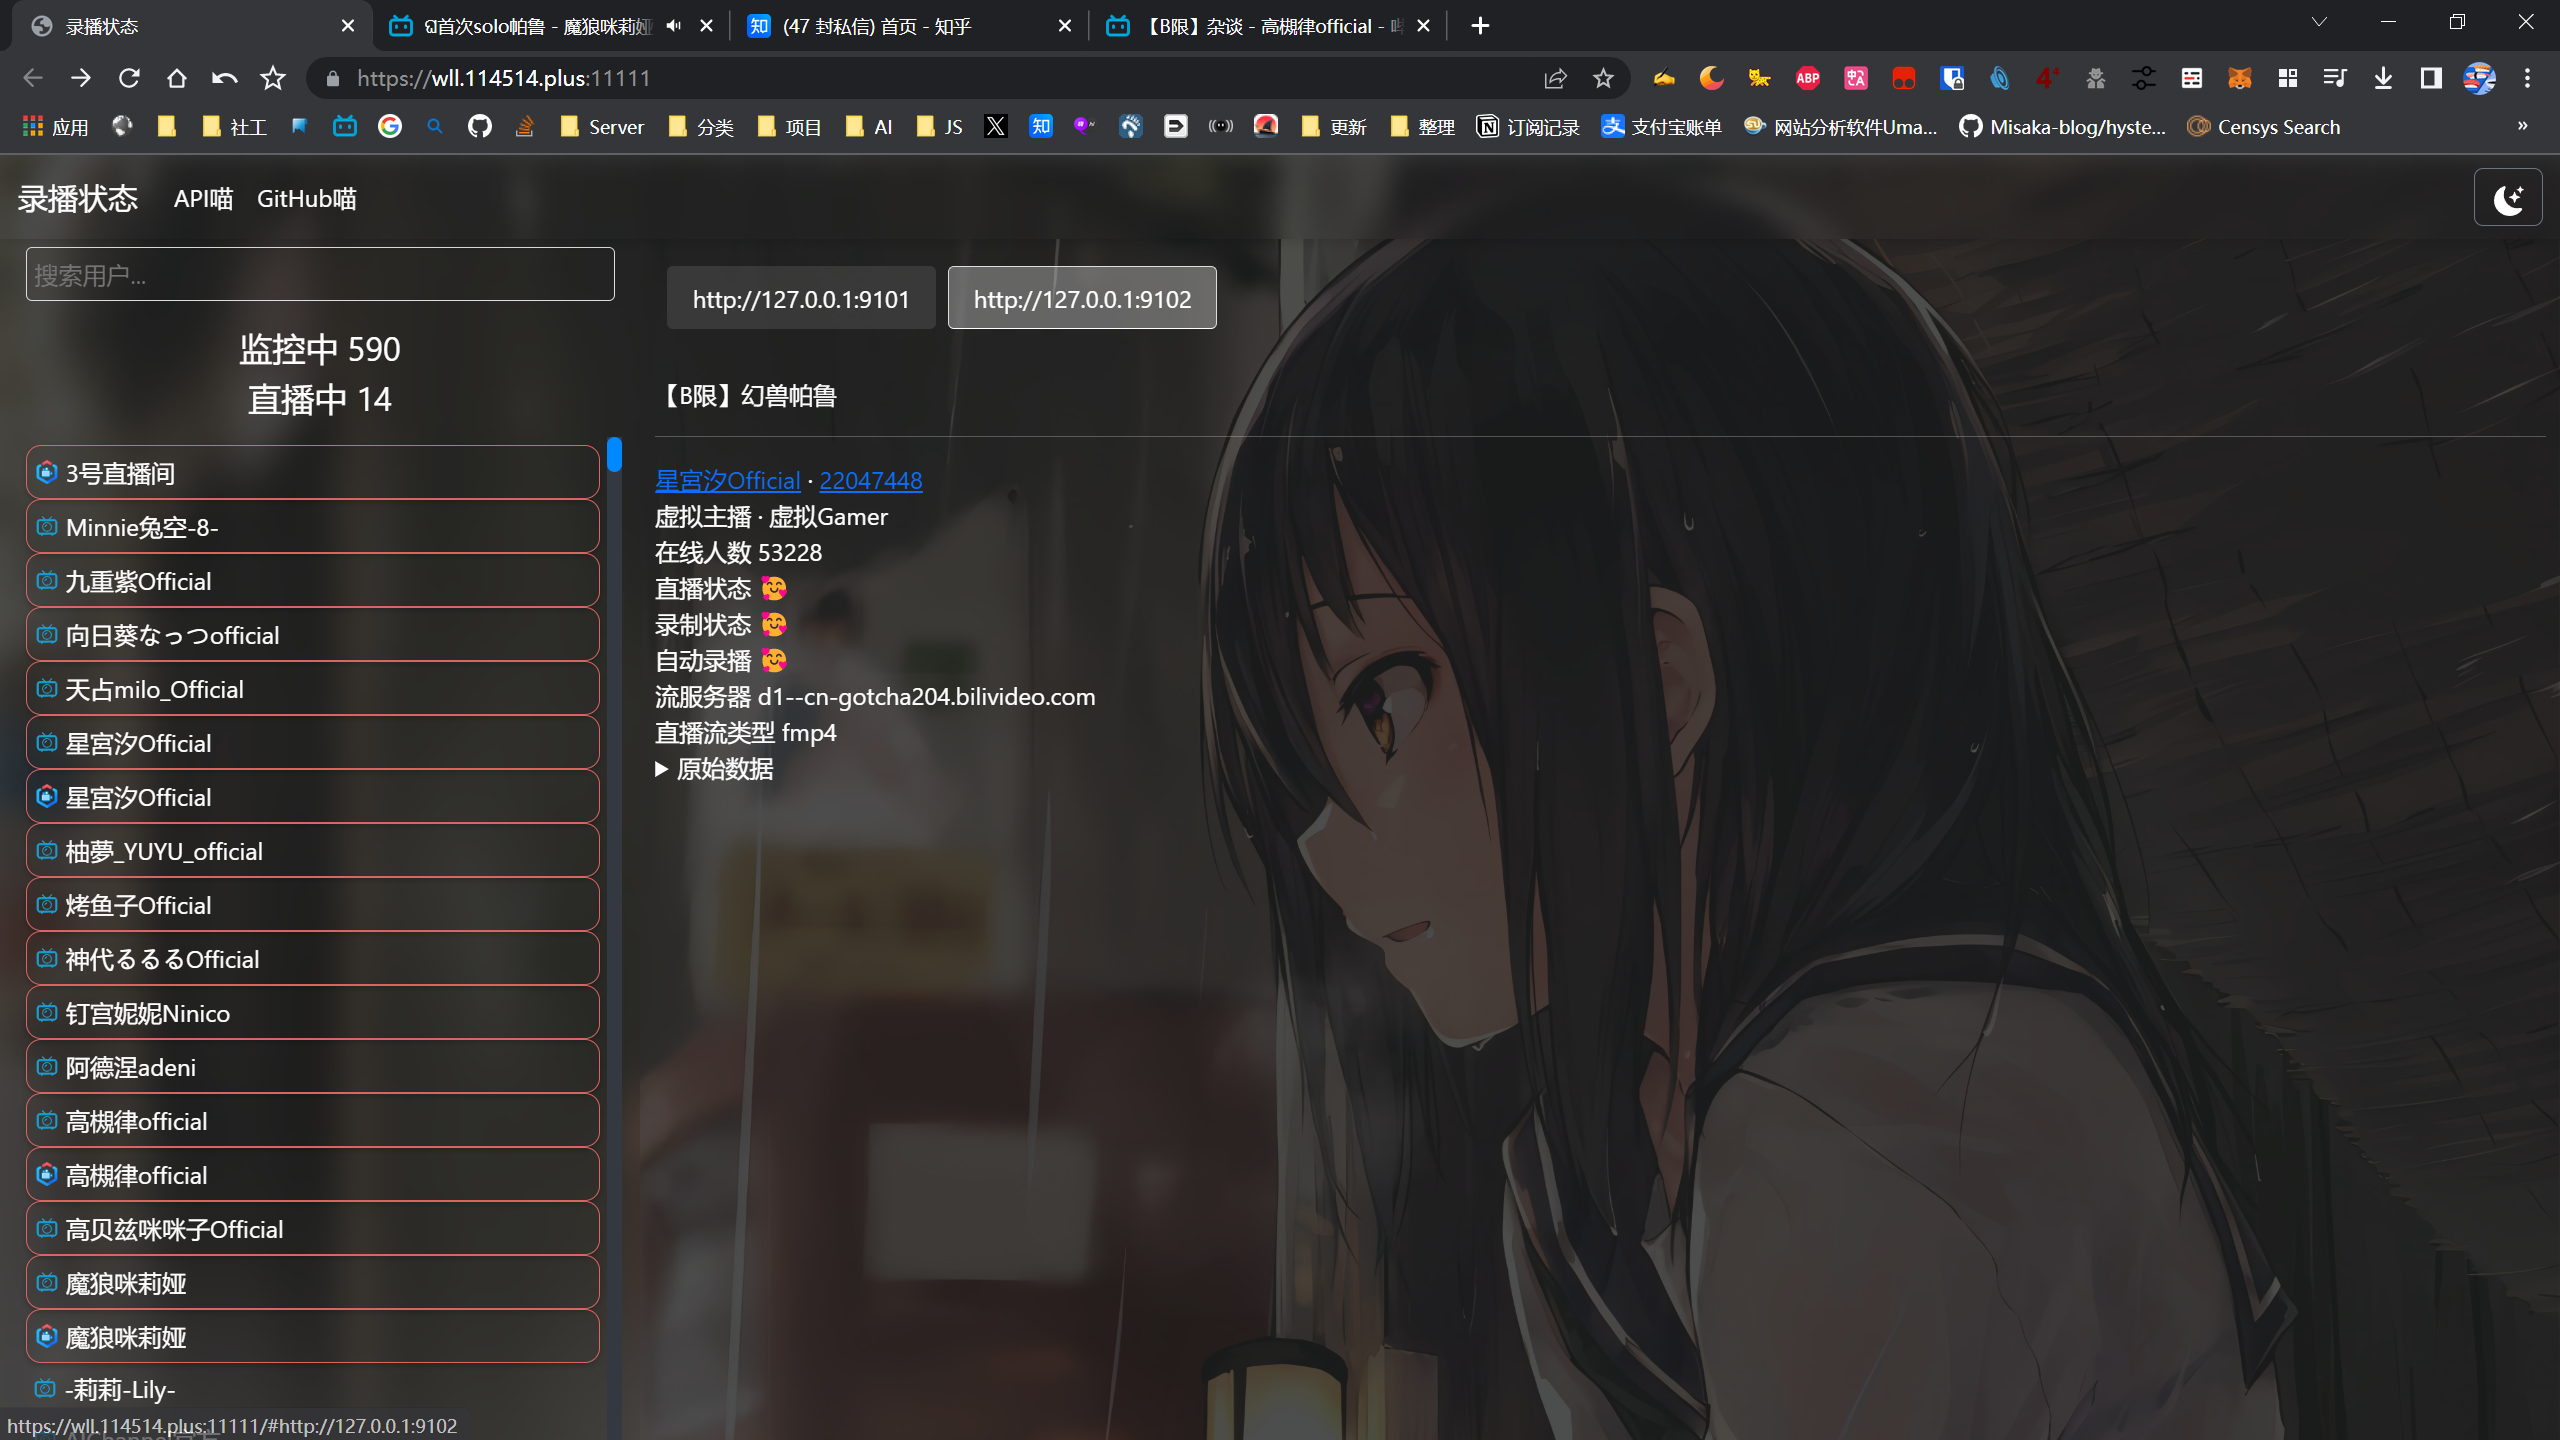 录播状态
首次solo帕鲁 - 魔狼咪莉娅
(47 封私信) 首页 - 知乎
【B限】杂谈 - 高槻律official -
https://wll.114514.plus:11111
ABP
应用
社工
Server
分类
项目
AI
JS
知
更新
整理
订阅记录
支付宝账单
网站分析软件Uma...
Misaka-blog/hyste...
Censys Search
»
录播状态
API喵
GitHub喵
搜索用户...
监控中 590
直播中 14
3号直播间
Minnie兔空-8-
九重紫Official
向日葵なっつofficial
天占milo_Official
星宮汐Official
星宮汐Official
柚夢_YUYU_official
烤鱼子Official
神代るるるOfficial
钉宫妮妮Ninico
阿德涅adeni
高槻律official
高槻律official
高贝兹咪咪子Official
魔狼咪莉娅
魔狼咪莉娅
-莉莉-Lily-
http://127.0.0.1:9101
http://127.0.0.1:9102
【B限】幻兽帕鲁
星宮汐Official · 22047448
虚拟主播 · 虚拟Gamer
在线人数 53228
直播状态 🥰
录制状态 🥰
自动录播 🥰
流服务器 d1--cn-gotcha204.bilivideo.com
直播流类型 fmp4
▶ 原始数据
https://wll.114514.plus:11111/#http://127.0.0.1:9102